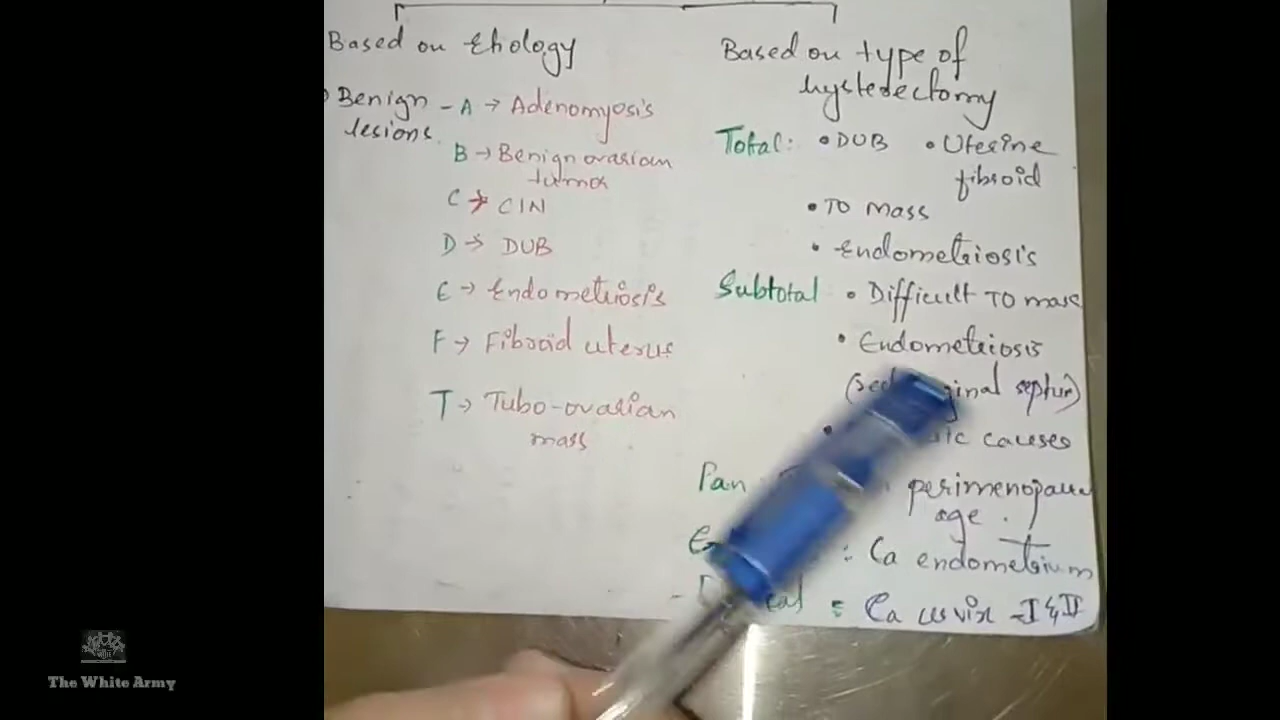 Based on Etiology
Benign - A → Adenomyosis
lesions.
B → Benign ovarian
tumor
C → CIN
D → DUB
E → Endometriosis
F → Fibroid uterus
T → Tubo-ovarian
mass
Based on type of
hysterectomy
Total: • DUB • Uterine
fibroid
• TO mass
• Endometriosis
Subtotal • Difficult TO mass
• Endometriosis
septum)
causes
Pan perimenopausal
age.
: Ca endometrium
= Ca cervix - I & II
The White Army